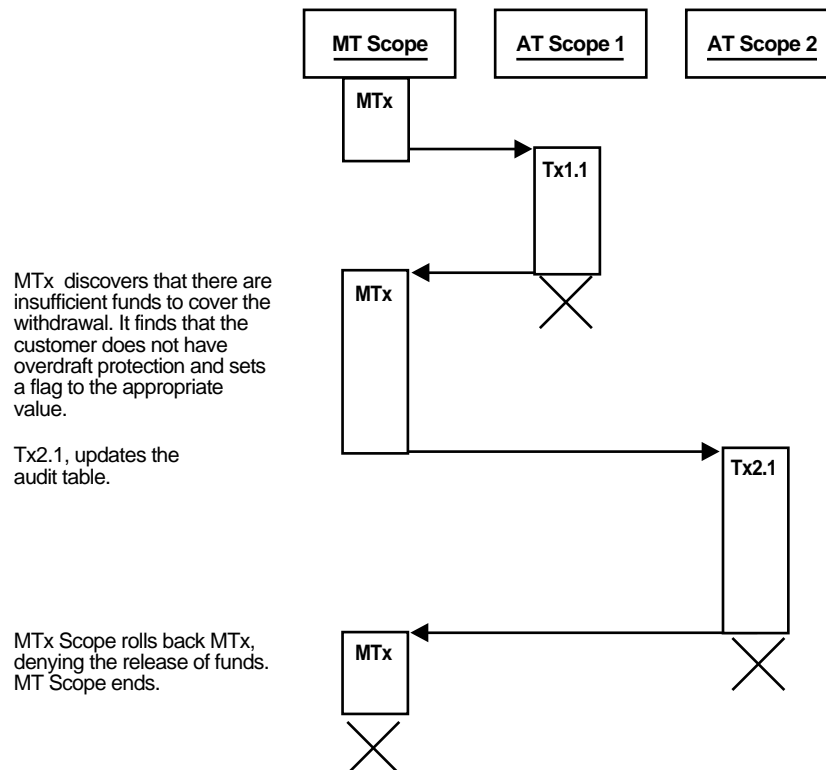 MT Scope
AT Scope 1
AT Scope 2
MTx
Tx1.1
MTx discovers that there are
insufficient funds to cover the
withdrawal. It finds that the
customer does not have
overdraft protection and sets
a flag to the appropriate
value.
MTx
Tx2.1, updates the
audit table.
Tx2.1
MTx Scope rolls back MTx,
denying the release of funds.
MT Scope ends.
MTx